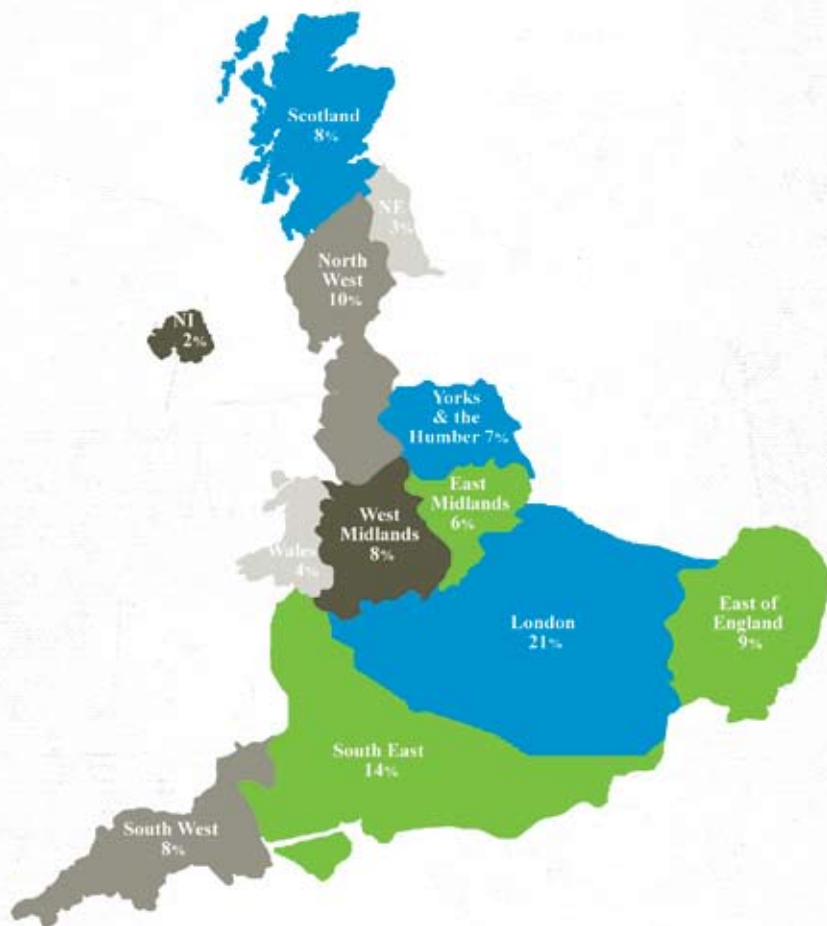 Scotland
8%
NE
3%
North
West
10%
NI
2%
Yorks
& the
Humber 7%
East
Midlands
6%
West
Midlands
8%
Wales
4%
London
21%
East of
England
9%
South East
14%
South West
8%